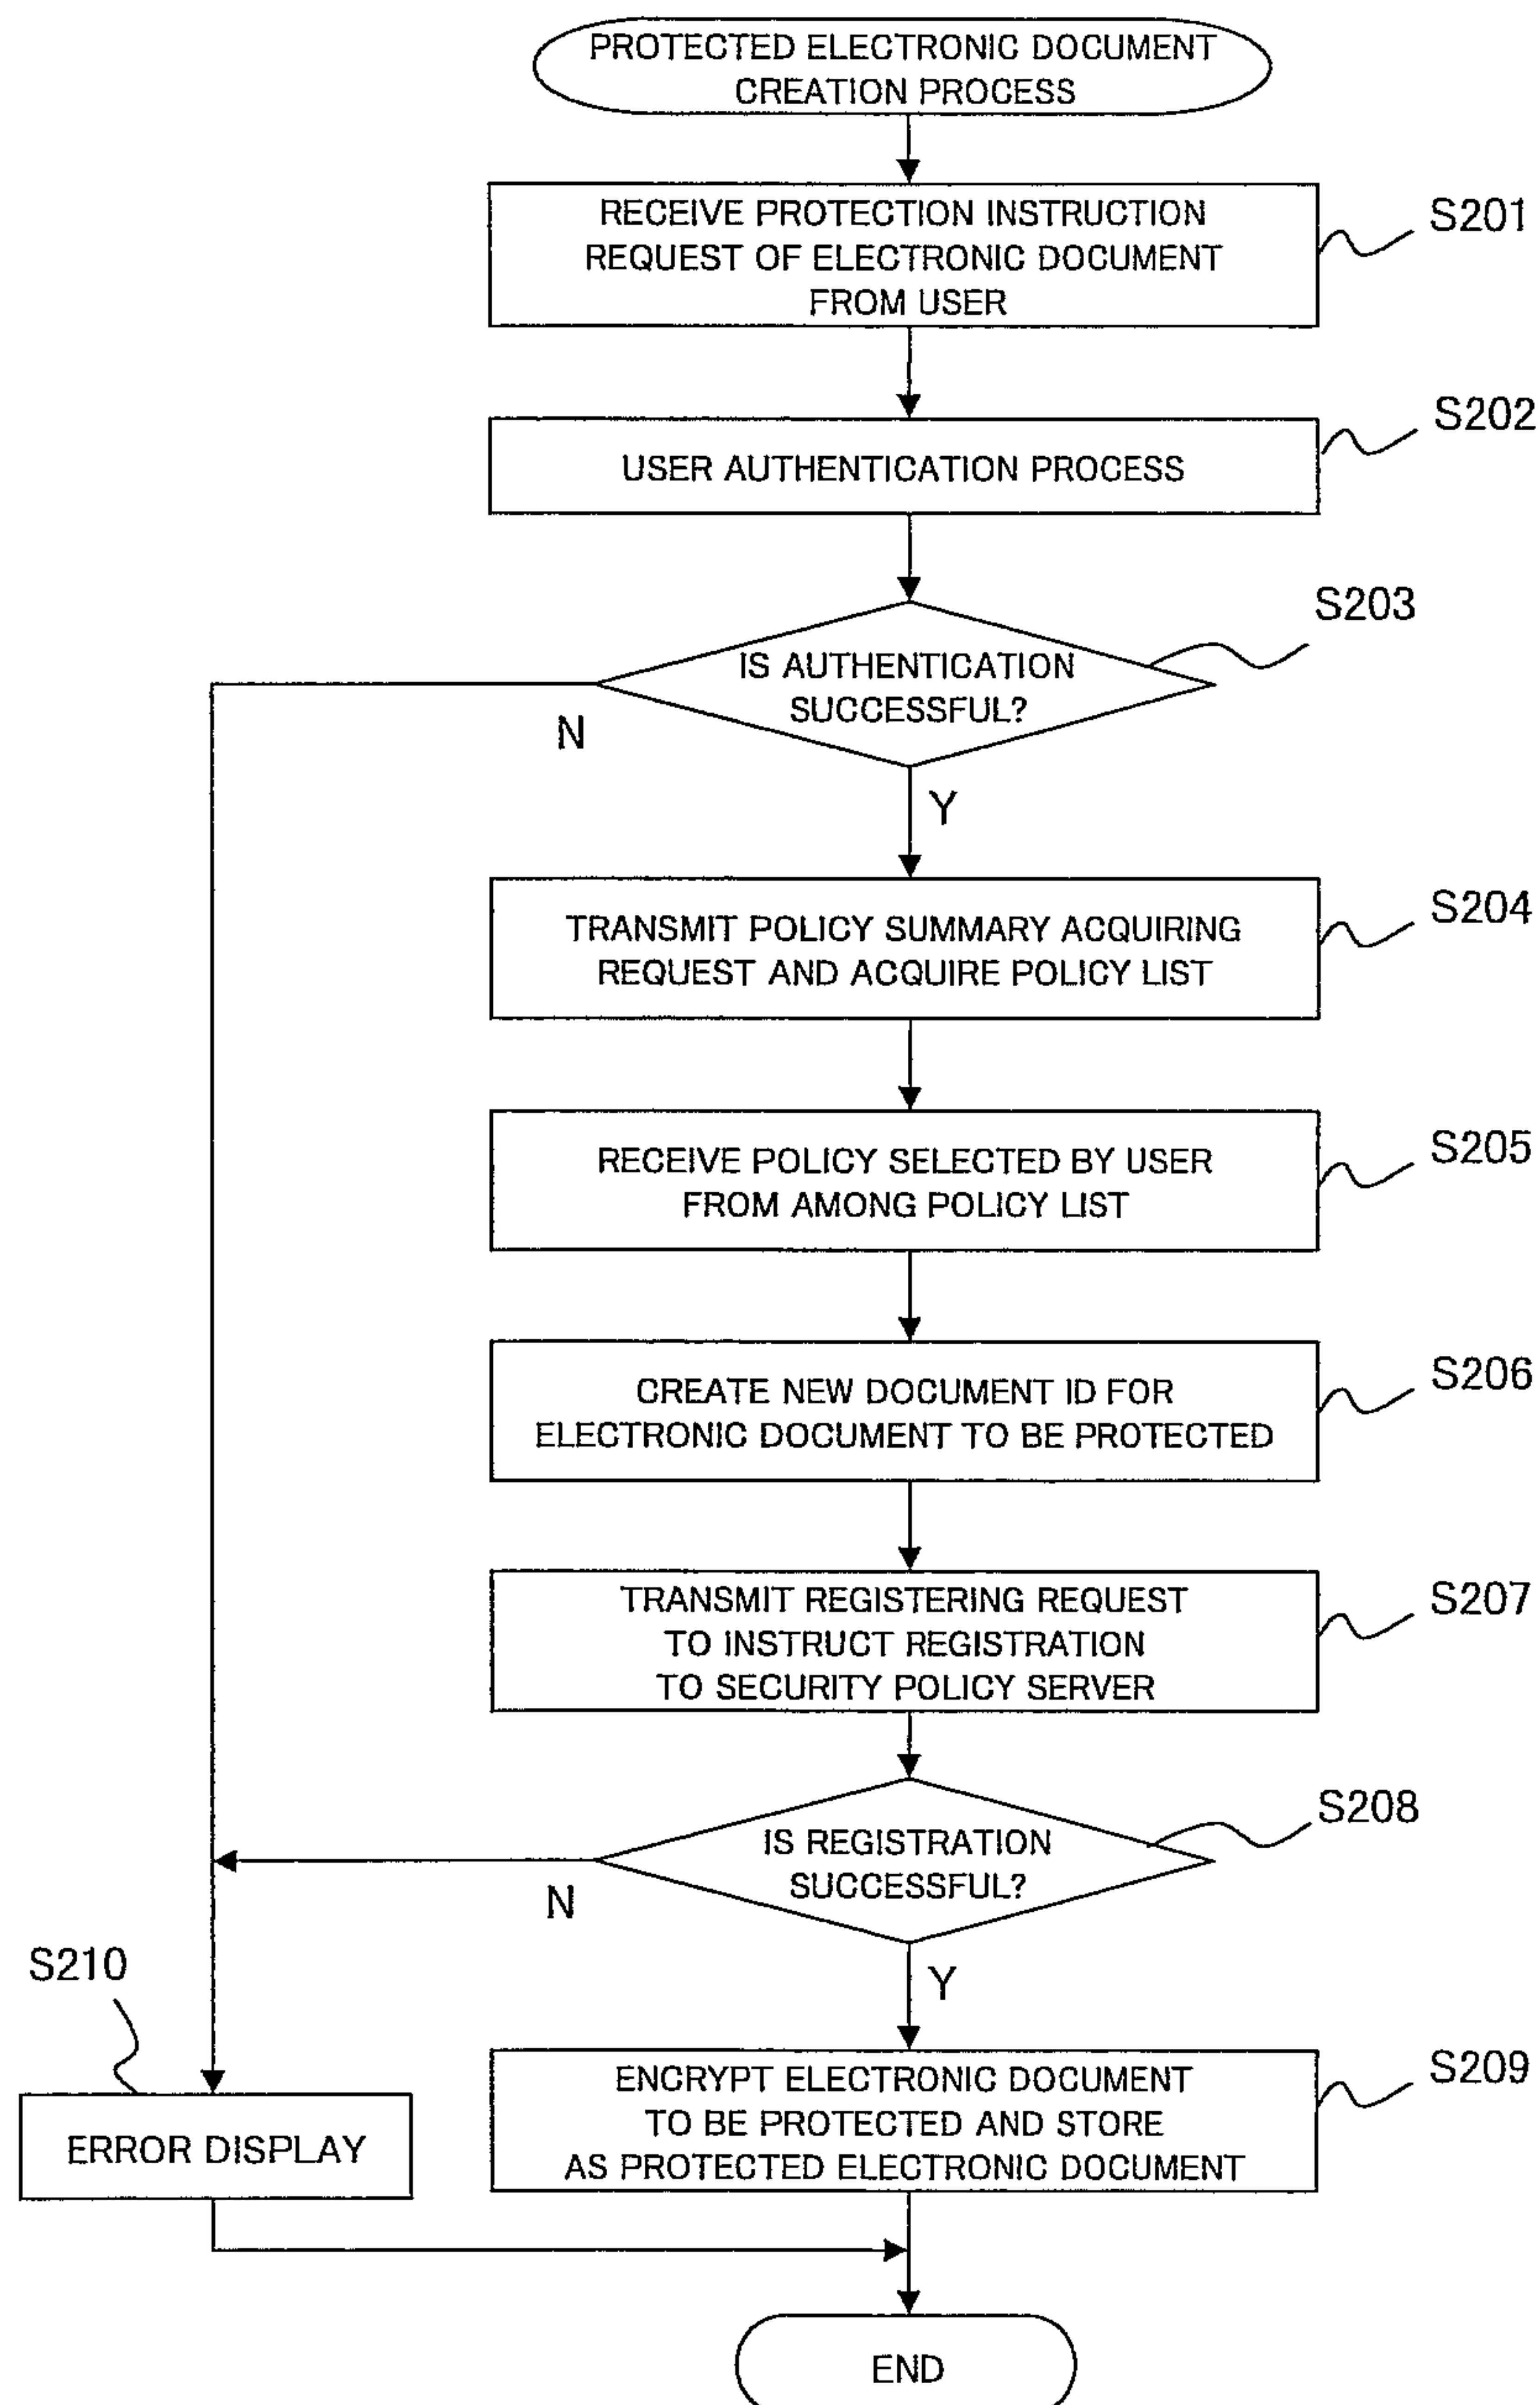 PROTECTED ELECTRONIC DOCUMENT
CREATION PROCESS
RECEIVE PROTECTION INSTRUCTION
REQUEST OF ELECTRONIC DOCUMENT
FROM USER
S201
USER AUTHENTICATION PROCESS
S202
IS AUTHENTICATION
SUCCESSFUL?
S203
N
Y
TRANSMIT POLICY SUMMARY ACQUIRING
REQUEST AND ACQUIRE POLICY LIST
S204
RECEIVE POLICY SELECTED BY USER
FROM AMONG POLICY LIST
S205
CREATE NEW DOCUMENT ID FOR
ELECTRONIC DOCUMENT TO BE PROTECTED
S206
TRANSMIT REGISTERING REQUEST
TO INSTRUCT REGISTRATION
TO SECURITY POLICY SERVER
S207
IS REGISTRATION
SUCCESSFUL?
S208
N
Y
S210
ERROR DISPLAY
ENCRYPT ELECTRONIC DOCUMENT
TO BE PROTECTED AND STORE
AS PROTECTED ELECTRONIC DOCUMENT
S209
END